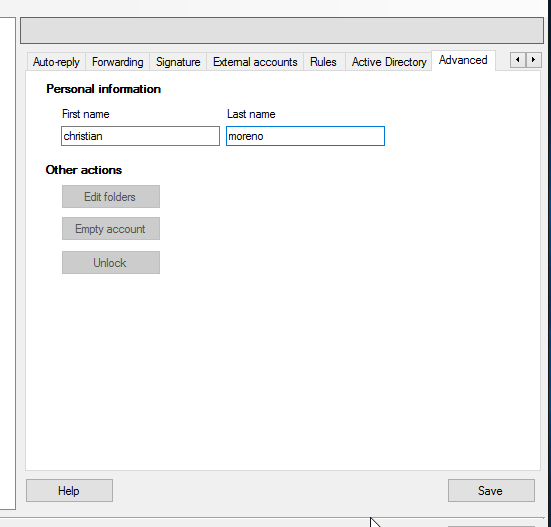 Auto-reply Forwarding Signature External accounts Rules Active Directory Advanced
Personal information
First name Last name
christian moreno
Other actions
Edit folders
Empty account
Unlock
Help Save